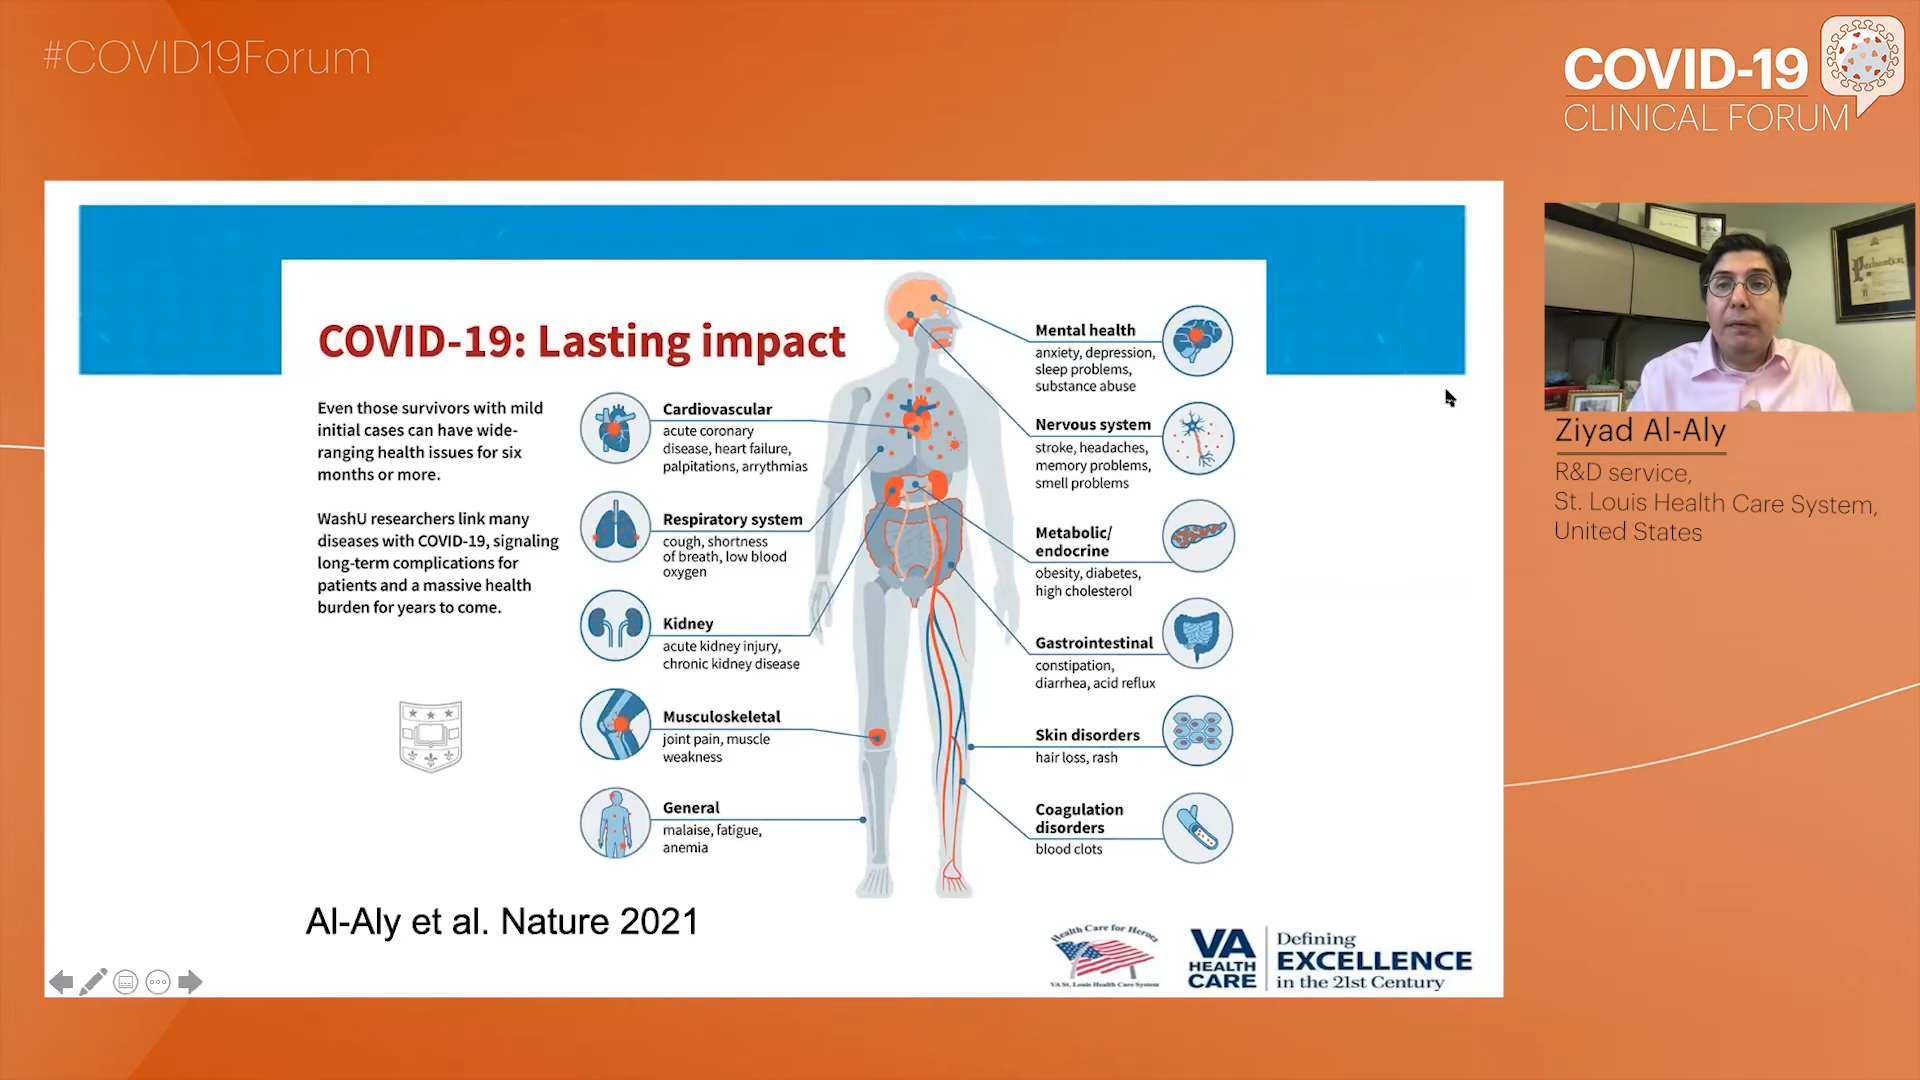 #COVID19Forum
COVID-19
CLINICAL FORUM
COVID-19: Lasting impact
Even those survivors with mild
initial cases can have wide-
ranging health issues for six
months or more.
WashU researchers link many
diseases with COVID-19, signaling
long-term complications for
patients and a massive health
burden for years to come.
Cardiovascular
acute coronary
disease, heart failure,
palpitations, arrythmias
Respiratory system
cough, shortness
of breath, low blood
oxygen
Kidney
acute kidney injury,
chronic kidney disease
Musculoskeletal
joint pain, muscle
weakness
General
malaise, fatigue,
anemia
Mental health
anxiety, depression,
sleep problems,
substance abuse
Nervous system
stroke, headaches,
memory problems,
smell problems
Metabolic/
endocrine
obesity, diabetes,
high cholesterol
Gastrointestinal
constipation,
diarrhea, acid reflux
Skin disorders
hair loss, rash
Coagulation
disorders
blood clots
Al-Aly et al. Nature 2021
Health Care for Heroes
VA St. Louis Health Care System
VA
HEALTH
CARE
Defining
EXCELLENCE
in the 21st Century
Proclamation
Ziyad Al-Aly
R&D service,
St. Louis Health Care System,
United States